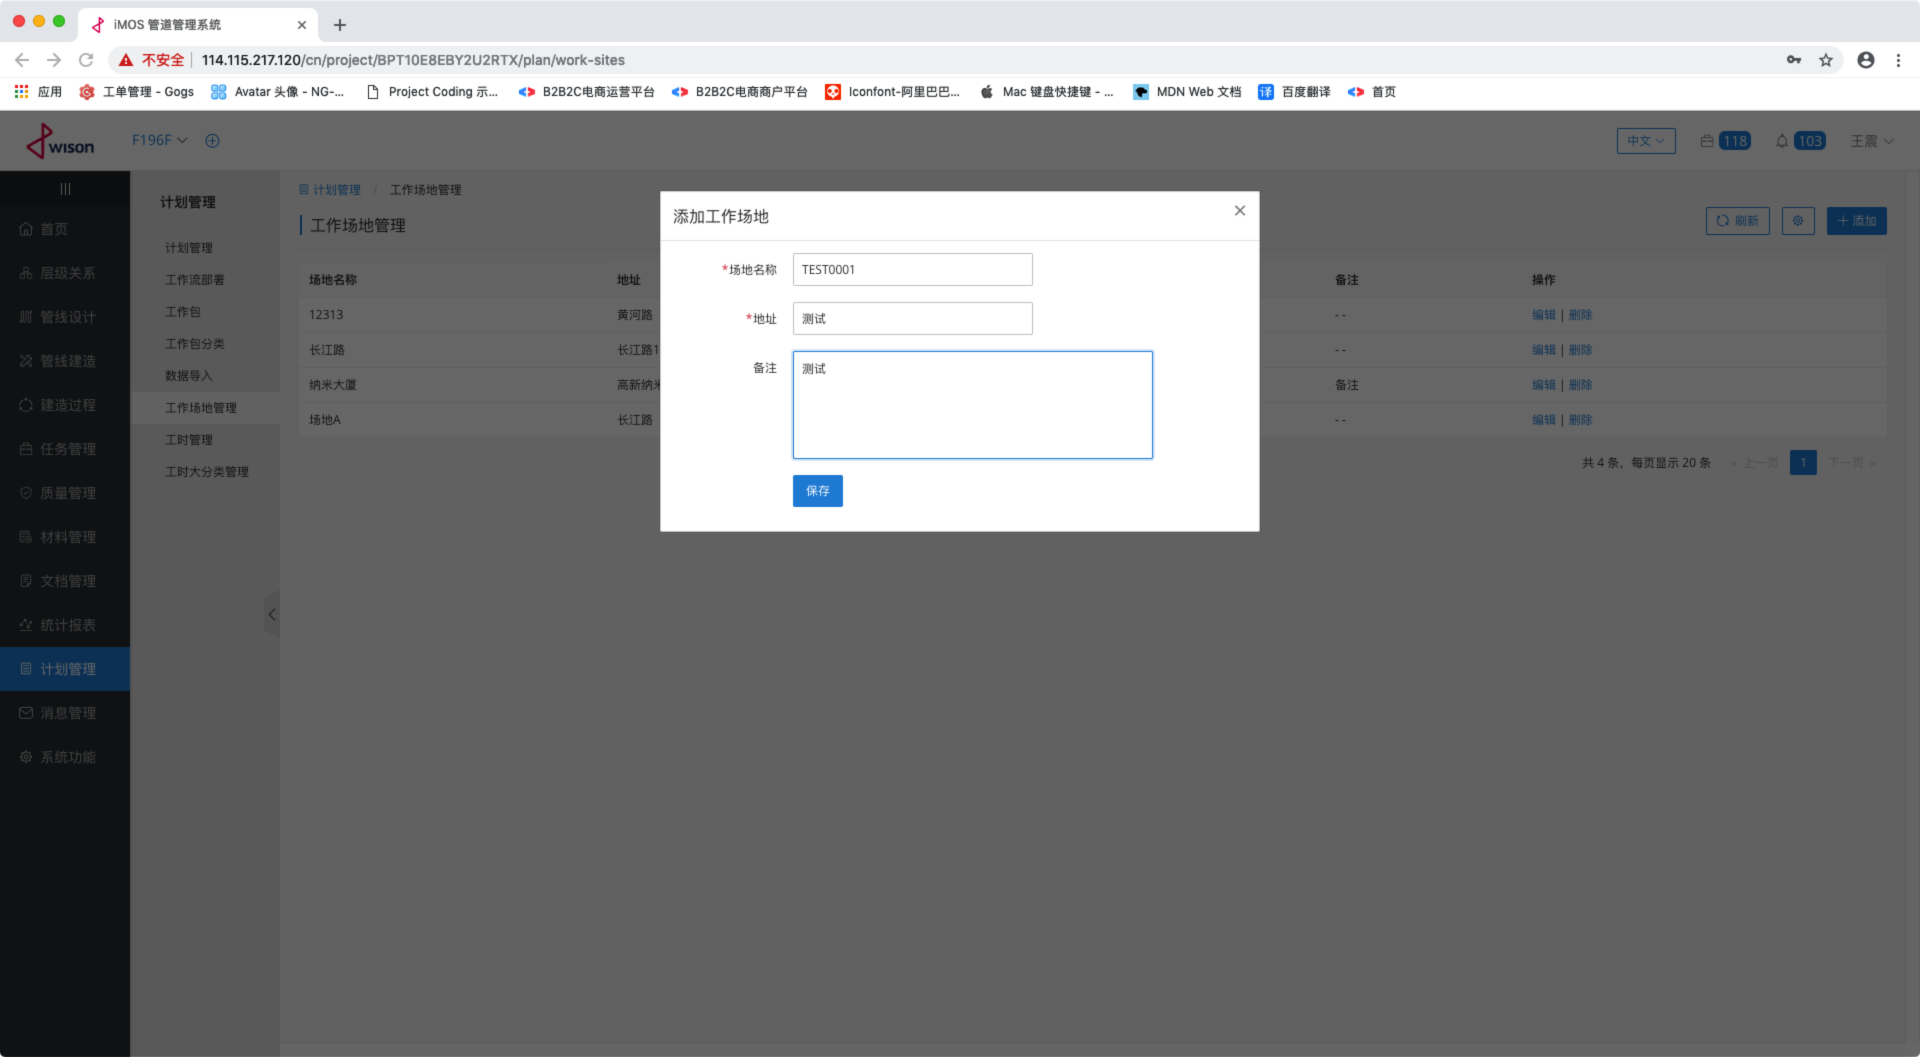 iMOS 管道管理系统
不安全 114.115.217.120/cn/project/BPT10E8EBY2U2RTX/plan/work-sites
应用 工单管理 - Gogs Avatar 头像 - NG-... Project Coding 示... B2B2C电商运营平台 B2B2C电商商户平台 Iconfont-阿里巴巴... Mac 键盘快捷键 - ... MDN Web 文档 译 百度翻译 首页
wison F196F 中文 118 103 王震
计划管理 / 工作场地管理
工作场地管理
刷新 添加
首页
层级关系
管线设计
管线建造
建造过程
任务管理
质量管理
材料管理
文档管理
统计报表
计划管理
消息管理
系统功能
计划管理
计划管理
工作流部署
工作包
工作包分类
数据导入
工作场地管理
工时管理
工时大分类管理
场地名称 地址 备注 操作
12313 黄河路 - - 编辑 | 删除
长江路 长江路1 - - 编辑 | 删除
纳米大厦 高新纳米 备注 编辑 | 删除
场地A 长江路 - - 编辑 | 删除
共 4 条，每页显示 20 条 « 上一页 1 下一页 »
添加工作场地
*场地名称 TEST0001
*地址 测试
备注 测试
保存